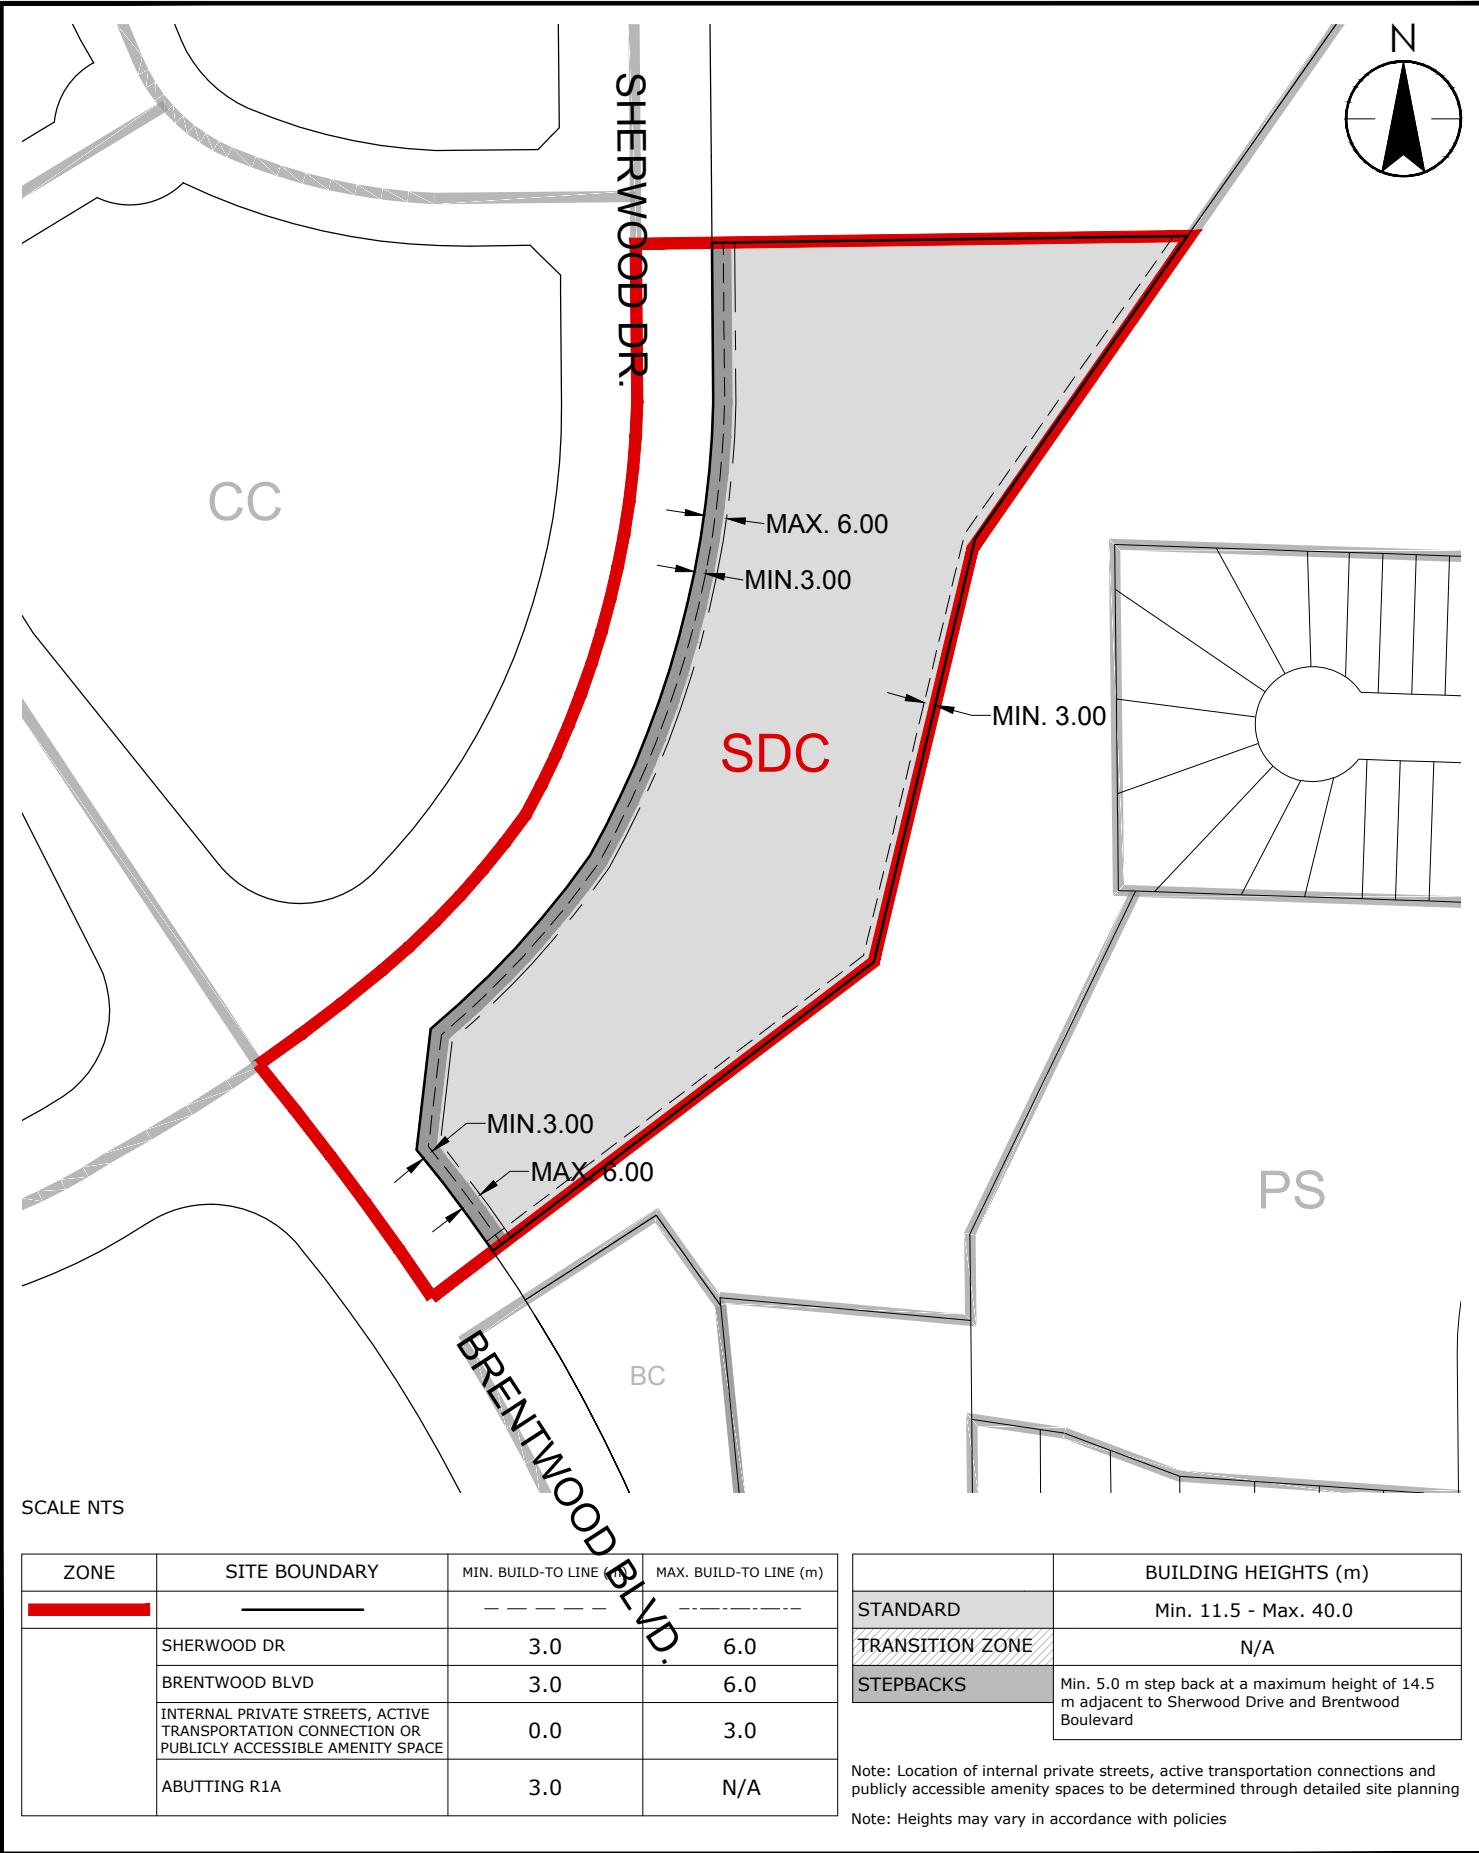 N
SHERWOOD DR.
CC
MAX. 6.00
MIN.3.00
MIN. 3.00
SDC
MIN.3.00
MAX. 6.00
PS
BC
BRENTWOOD BLVD.
SCALE NTS
ZONE SITE BOUNDARY MIN. BUILD-TO LINE (m) MAX. BUILD-TO LINE (m)
SHERWOOD DR 3.0 6.0
BRENTWOOD BLVD 3.0 6.0
INTERNAL PRIVATE STREETS, ACTIVE
TRANSPORTATION CONNECTION OR
PUBLICLY ACCESSIBLE AMENITY SPACE
0.0 3.0
ABUTTING R1A 3.0 N/A
BUILDING HEIGHTS (m)
STANDARD Min. 11.5 - Max. 40.0
TRANSITION ZONE N/A
STEPBACKS
Min. 5.0 m step back at a maximum height of 14.5
m adjacent to Sherwood Drive and Brentwood
Boulevard
Note: Location of internal private streets, active transportation connections and
publicly accessible amenity spaces to be determined through detailed site planning
Note: Heights may vary in accordance with policies